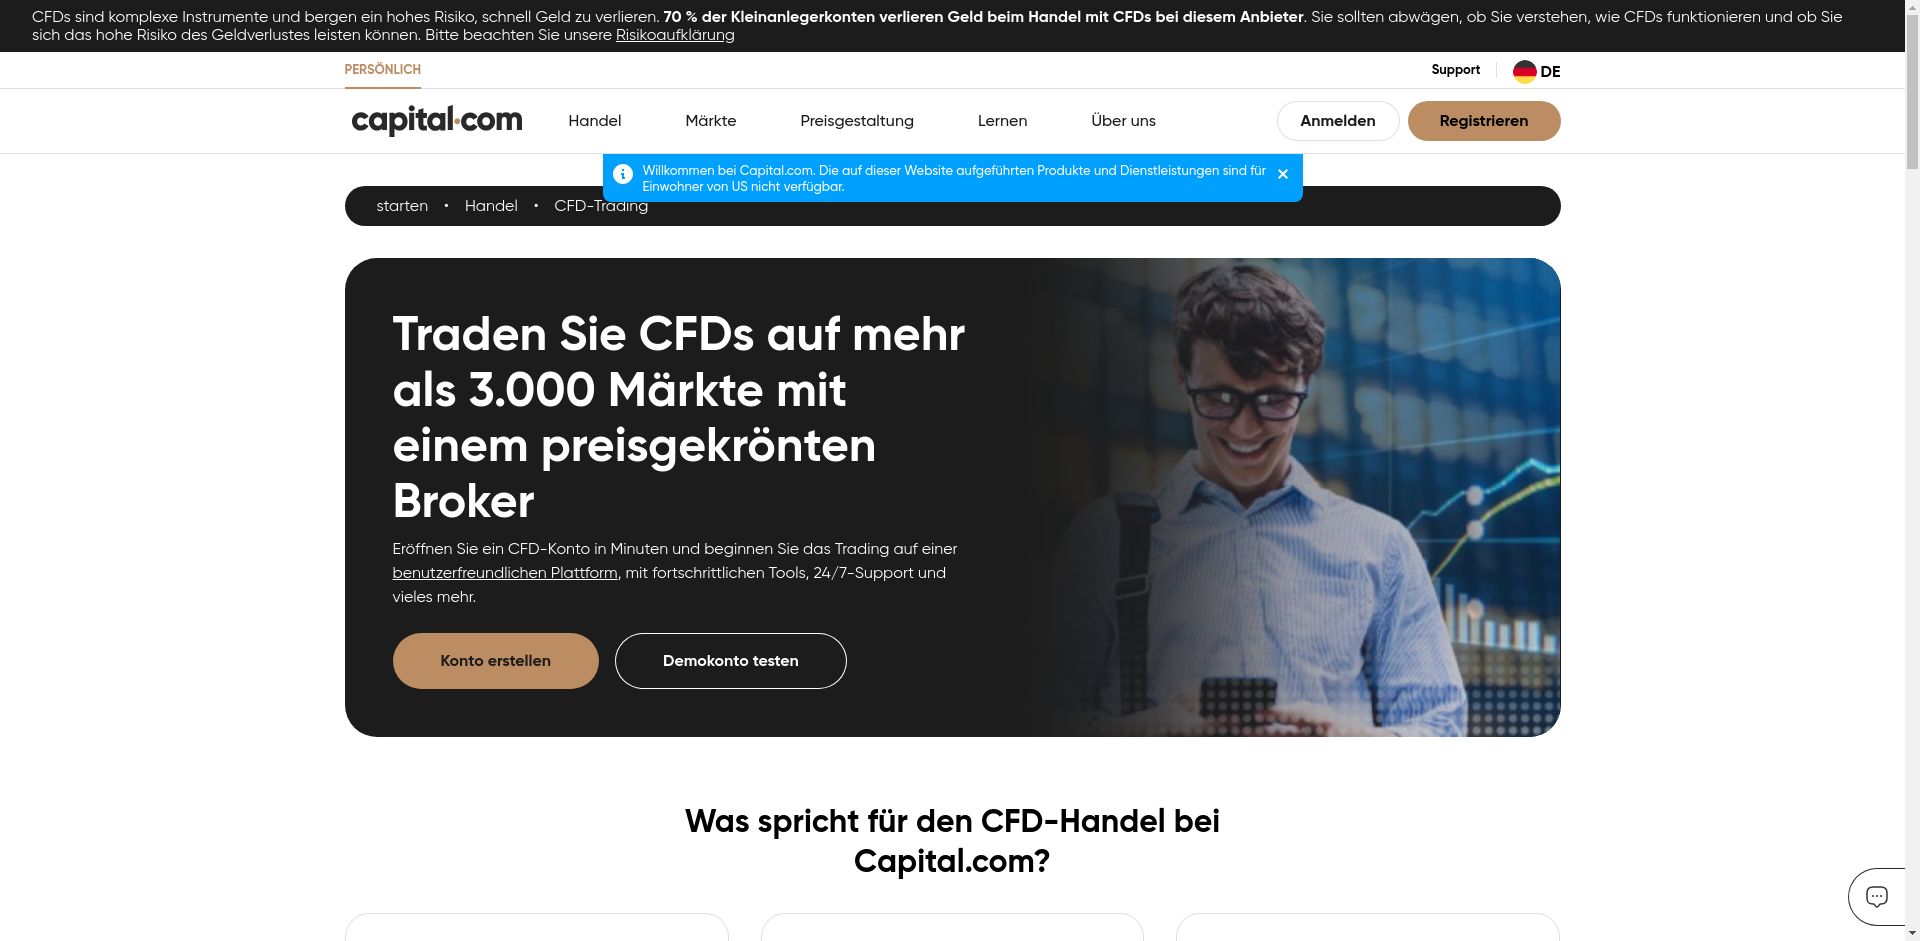 CFDs sind komplexe Instrumente und bergen ein hohes Risiko, schnell Geld zu verlieren. 70 % der Kleinanlegerkonten verlieren Geld beim Handel mit CFDs bei diesem Anbieter. Sie sollten abwägen, ob Sie verstehen, wie CFDs funktionieren und ob Sie
sich das hohe Risiko des Geldverlustes leisten können. Bitte beachten Sie unsere Risikoaufklärung
PERSÖNLICH
Support
DE
capital.com
Handel
Märkte
Preisgestaltung
Lernen
Über uns
Anmelden
Registrieren
Willkommen bei Capital.com. Die auf dieser Website aufgeführten Produkte und Dienstleistungen sind für
Einwohner von US nicht verfügbar.
starten • Handel • CFD-Trading
Traden Sie CFDs auf mehr
als 3.000 Märkte mit
einem preisgekrönten
Broker
Eröffnen Sie ein CFD-Konto in Minuten und beginnen Sie das Trading auf einer
benutzerfreundlichen Plattform, mit fortschrittlichen Tools, 24/7-Support und
vieles mehr.
Konto erstellen
Demokonto testen
Was spricht für den CFD-Handel bei
Capital.com?